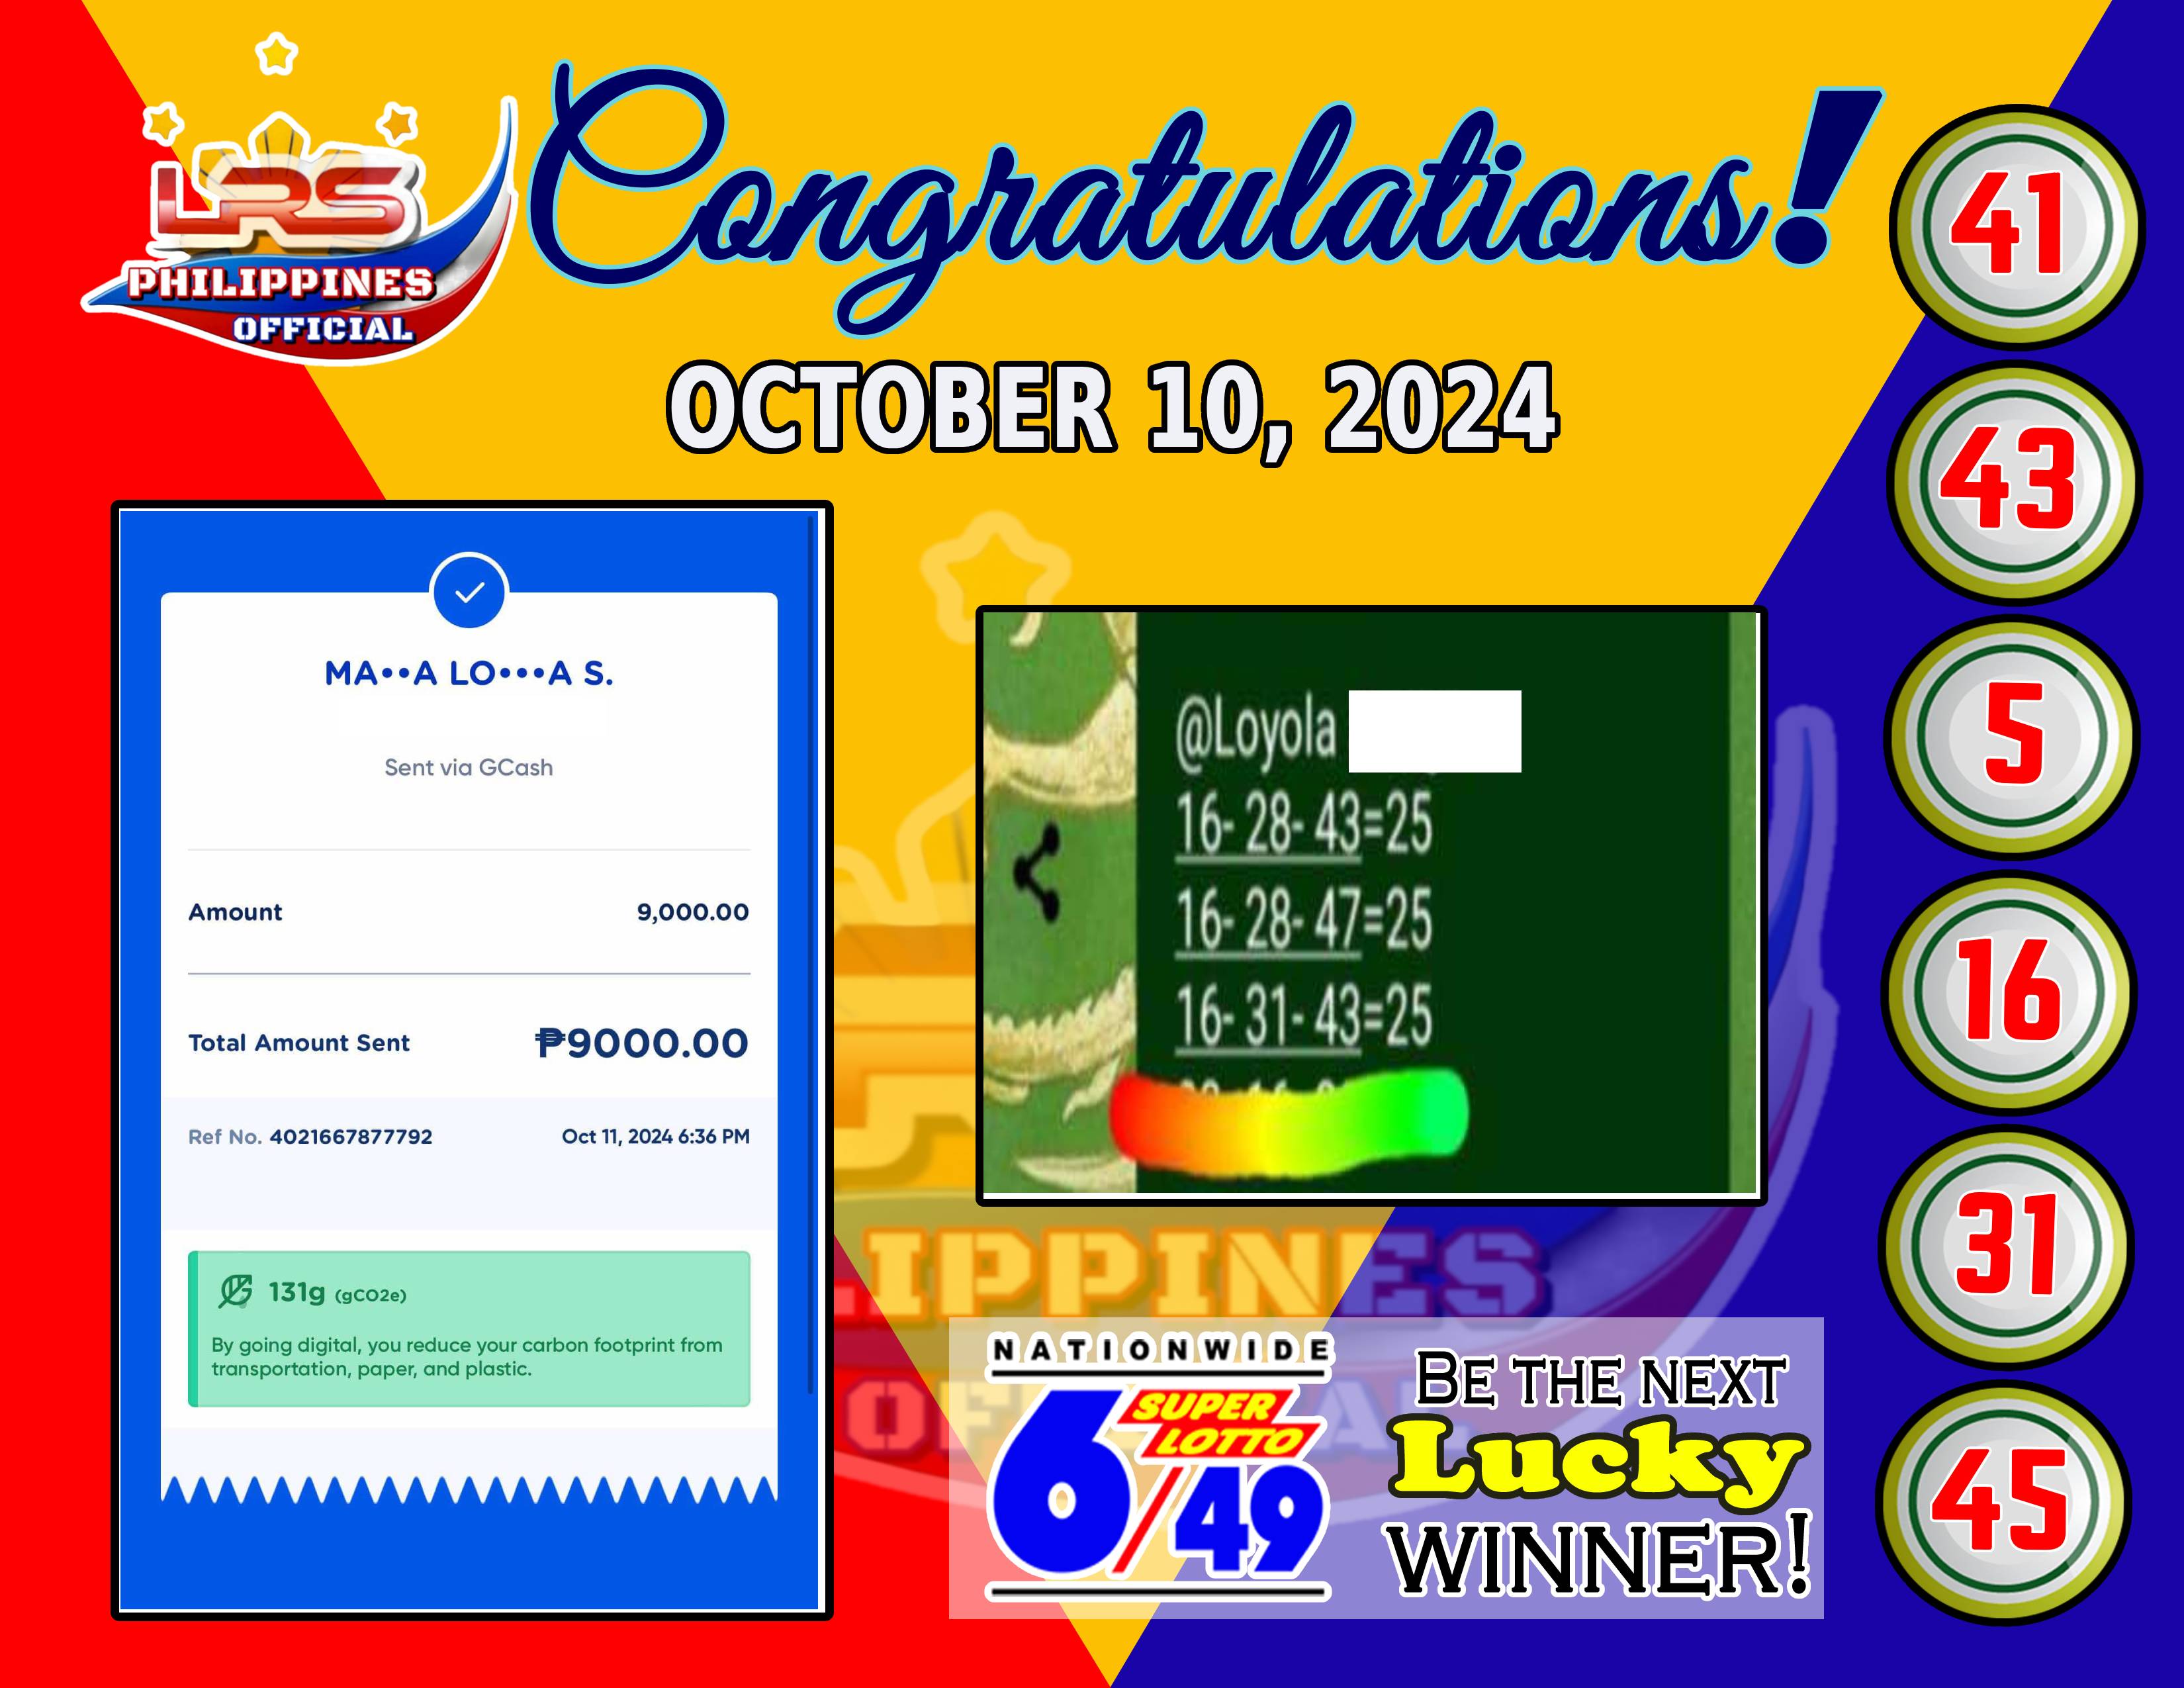 LRS
PHILIPPINES
OFFICIAL
Congratulations!
OCTOBER 10, 2024
MA••A LO•••A S.
Sent via GCash
Amount 9,000.00
Total Amount Sent ₱9000.00
Ref No. 4021667877792 Oct 11, 2024 6:36 PM
131g (gCO2e)
By going digital, you reduce your carbon footprint from
transportation, paper, and plastic.
@Loyola
16- 28- 43=25
16- 28- 47=25
16- 31- 43=25
NATIONWIDE
SUPER
LOTTO
6/49
BE THE NEXT
Lucky
WINNER!
41
43
5
16
31
45